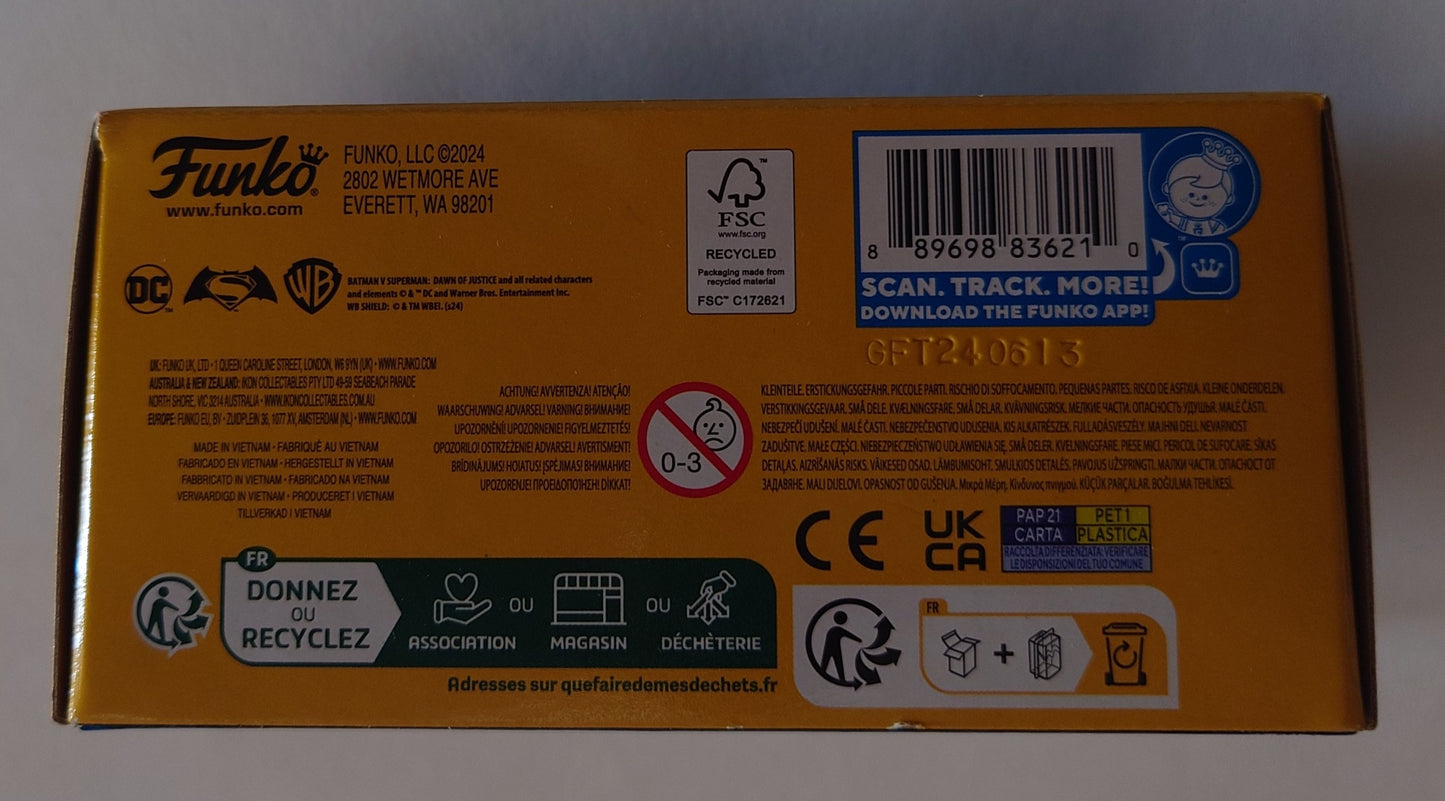 Funko®
www.funko.com
FUNKO, LLC ©2024
2802 WETMORE AVE
EVERETT, WA 98201
FSC™
www.fsc.org
RECYCLED
Packaging made from
recycled material
FSC™ C172621
8 89698 83621 0
SCAN. TRACK. MORE!
DOWNLOAD THE FUNKO APP!
GFT240613
DC™
WB
BATMAN V SUPERMAN: DAWN OF JUSTICE and all related characters
and elements © & ™ DC and Warner Bros. Entertainment Inc.
WB SHIELD: © & TM WBEI. (s24)
UK: FUNKO UK, LTD • 1 QUEEN CAROLINE STREET, LONDON, W6 9YN (UK) • WWW.FUNKO.COM
AUSTRALIA & NEW ZEALAND: IKON COLLECTABLES PTY LTD 49-59 SEABEACH PARADE
NORTH SHORE, VIC 3214 AUSTRALIA • WWW.IKONCOLLECTABLES.COM.AU
EUROPE: FUNKO EU, BV • ZUIDPLEIN 36, 1077 XV, AMSTERDAM (NL) • WWW.FUNKO.COM
MADE IN VIETNAM • FABRIQUÉ AU VIETNAM
FABRICADO EN VIETNAM • HERGESTELLT IN VIETNAM
FABBRICATO IN VIETNAM • FABRICADO NA VIETNAM
VERVAARDIGD IN VIETNAM • PRODUCERET I VIETNAM
TILLVERKAD I VIETNAM
ACHTUNG! AVVERTENZA! ATENÇÃO!
WAARSCHUWING! ADVARSEL! VARNING! ВНИМАНИЕ!
UPOZORNĚNÍ! UPOZORNENIE! FIGYELMEZTETÉS!
OPOZORILO! OSTRZEŻENIE! ADVARSEL! AVERTISMENT!
BRĪDINĀJUMS! HOIATUS! ĮSPĖJIMAS! ВНИМАНИЕ!
UPOZORENJE! ΠΡΟΕΙΔΟΠΟΙΗΣΗ! DİKKAT!
0-3
KLEINTEILE. ERSTICKUNGSGEFAHR. PICCOLE PARTI. RISCHIO DI SOFFOCAMENTO. PEQUENAS PARTES. RISCO DE ASFIXIA. KLEINE ONDERDELEN.
VERSTIKKINGSGEVAAR. SMÅ DELE. KVÆLNINGSFARE. SMÅ DELAR. KVÄVNINGSRISK. МЕЛКИЕ ЧАСТИ. ОПАСНОСТЬ УДУШЬЯ. MALÉ ČÁSTI.
NEBEZPEČÍ UDUŠENÍ. MALÉ ČASTI. NEBEZPEČENSTVO UDUSENIA. KIS ALKATRÉSZEK. FULLADÁSVESZÉLY. MAJHNI DELI. NEVARNOST
ZADUŠITVE. MAŁE CZĘŚCI. NIEBEZPIECZEŃSTWO UDŁAWIENIA SIĘ. SMÅ DELER. KVELNINGSFARE. PIESE MICI. PERICOL DE SUFOCARE. SĪKAS
DETAĻAS. AIZRĪŠANĀS RISKS. VÄIKESED OSAD. LÄMBUMISOHT. SMULKIOS DETALĖS. PAVOJUS UŽSPRINGTI. МАЛКИ ЧАСТИ. ОПАСНОСТ ОТ
ЗАДАВЯНЕ. MALI DIJELOVI. OPASNOST OD GUŠENJA. Μικρά Μέρη. Κίνδυνος πνιγμού. KÜÇÜK PARÇALAR. BOĞULMA TEHLİKESİ.
CE
UK
CA
PAP 21
CARTA
PET 1
PLASTICA
RACCOLTA DIFFERENZIATA: VERIFICARE
LE DISPOSIZIONI DEL TUO COMUNE
FR
DONNEZ
OU
RECYCLEZ
ASSOCIATION
OU
MAGASIN
OU
DÉCHÈTERIE
Adresses sur quefairedemesdechets.fr
FR
+